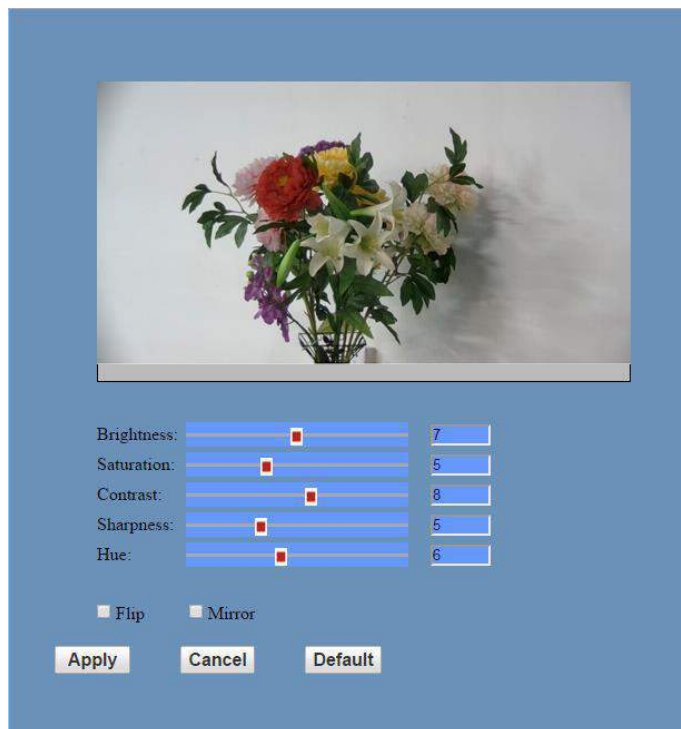 Brightness: 7
Saturation: 5
Contrast: 8
Sharpness: 5
Hue: 6
Flip Mirror
Apply Cancel Default